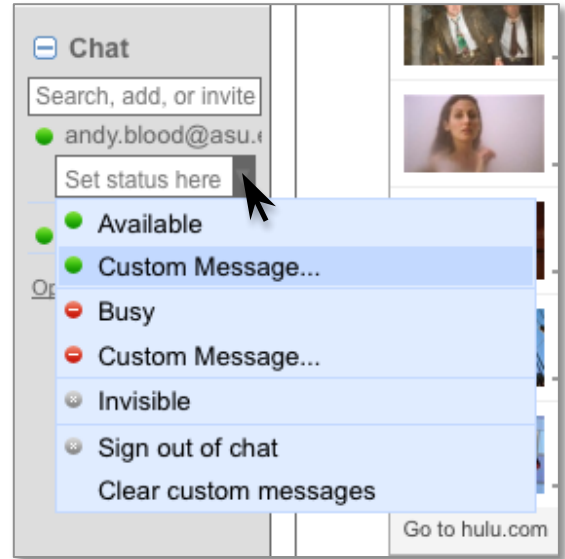 Chat
Search, add, or invite
andy.blood@asu.
Set status here
Available
Custom Message...
Op
Busy
Custom Message...
Invisible
Sign out of chat
Clear custom messages
Go to hulu.com